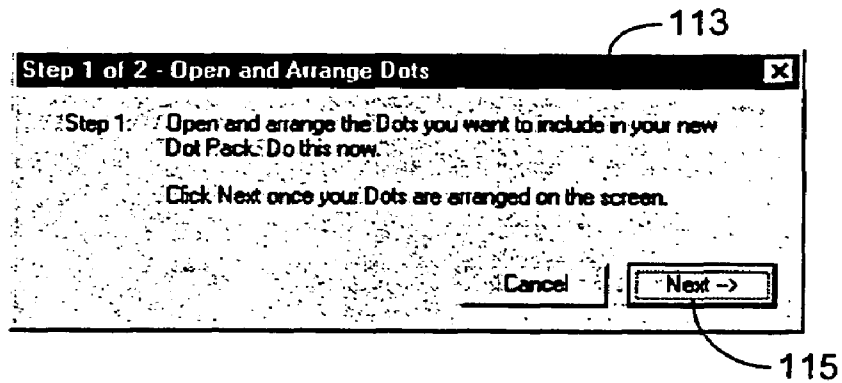 113
Step 1 of 2 - Open and Arrange Dots
Step 1: Open and arrange the Dots you want to include in your new
Dot Pack. Do this now.
Click Next once your Dots are arranged on the screen.
Cancel Next -->
115